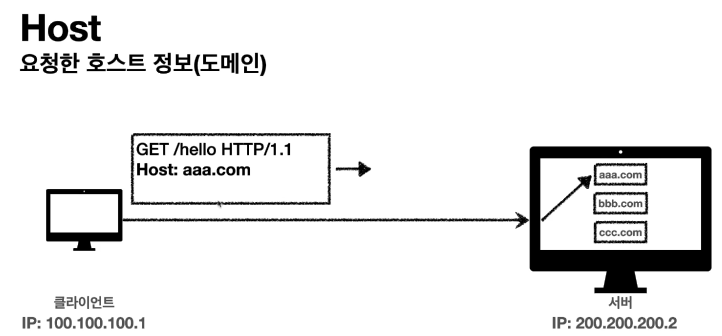 Host
요청한 호스트 정보(도메인)
GET /hello HTTP/1.1
Host: aaa.com
aaa.com
bbb.com
ccc.com
클라이언트
IP: 100.100.100.1
서버
IP: 200.200.200.2